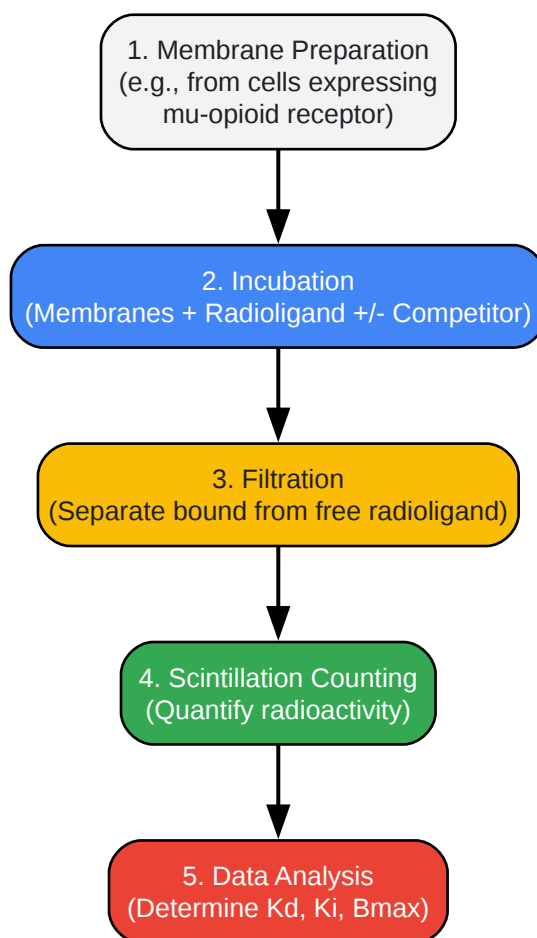 1. Membrane Preparation
(e.g., from cells expressing
mu-opioid receptor)
2. Incubation
(Membranes + Radioligand +/- Competitor)
3. Filtration
(Separate bound from free radioligand)
4. Scintillation Counting
(Quantify radioactivity)
5. Data Analysis
(Determine Kd, Ki, Bmax)